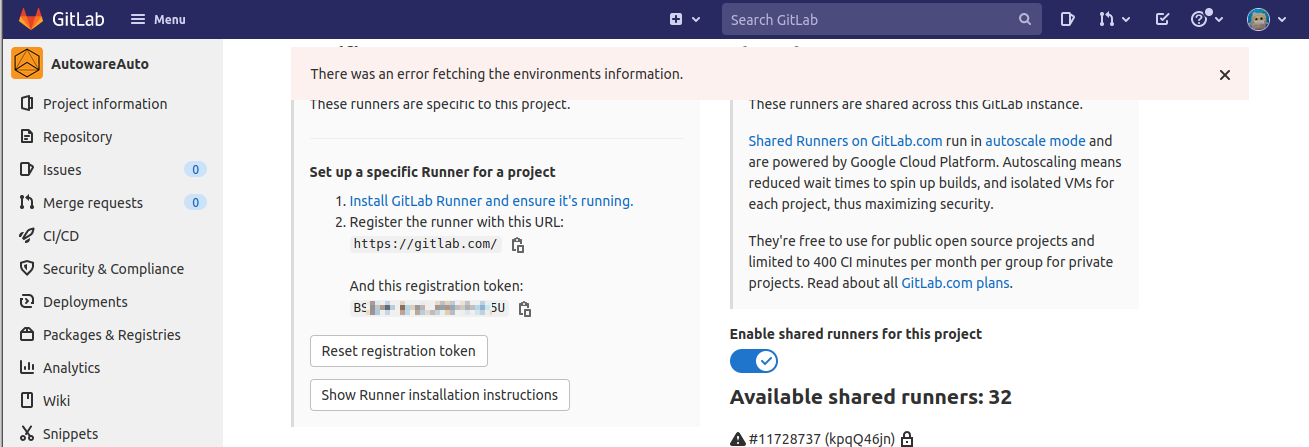 GitLab
Menu
Search GitLab
AutowareAuto
Project information
Repository
Issues 0
Merge requests 0
CI/CD
Security & Compliance
Deployments
Packages & Registries
Analytics
Wiki
Snippets
There was an error fetching the environments information.
These runners are specific to this project.
Set up a specific Runner for a project
1. Install GitLab Runner and ensure it's running.
2. Register the runner with this URL:
https://gitlab.com/
And this registration token:
Reset registration token
Show Runner installation instructions
These runners are shared across this GitLab instance.
Shared Runners on GitLab.com run in autoscale mode and
are powered by Google Cloud Platform. Autoscaling means
reduced wait times to spin up builds, and isolated VMs for
each project, thus maximizing security.
They're free to use for public open source projects and
limited to 400 CI minutes per month per group for private
projects. Read about all GitLab.com plans.
Enable shared runners for this project
Available shared runners: 32
#11728737 (kpqQ46jn)